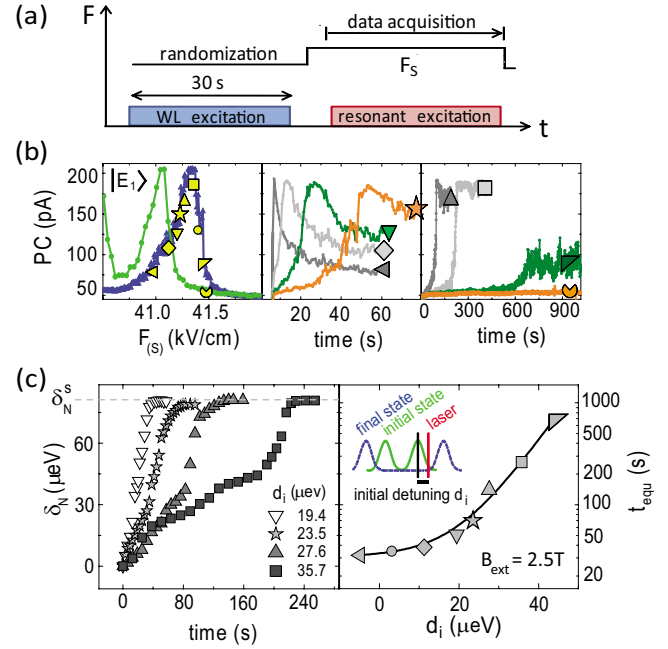 (a)
F
data acquisition
randomization
F_S
30 s
WL excitation
resonant excitation
t
(b)
|E₁⟩
PC (pA)
200
150
100
50
41.0
41.5
F_(S) (kV/cm)
20
40
60
time (s)
0
300
600
900
time (s)
(c)
δ_N^S
δ_N (μeV)
60
30
0
d_i (μev)
19.4
23.5
27.6
35.7
0
80
160
240
time (s)
final state
initial state
laser
initial detuning d_i
B_ext = 2.5T
0
20
40
d_i (μeV)
1000
500
200
100
50
20
t_equ (s)